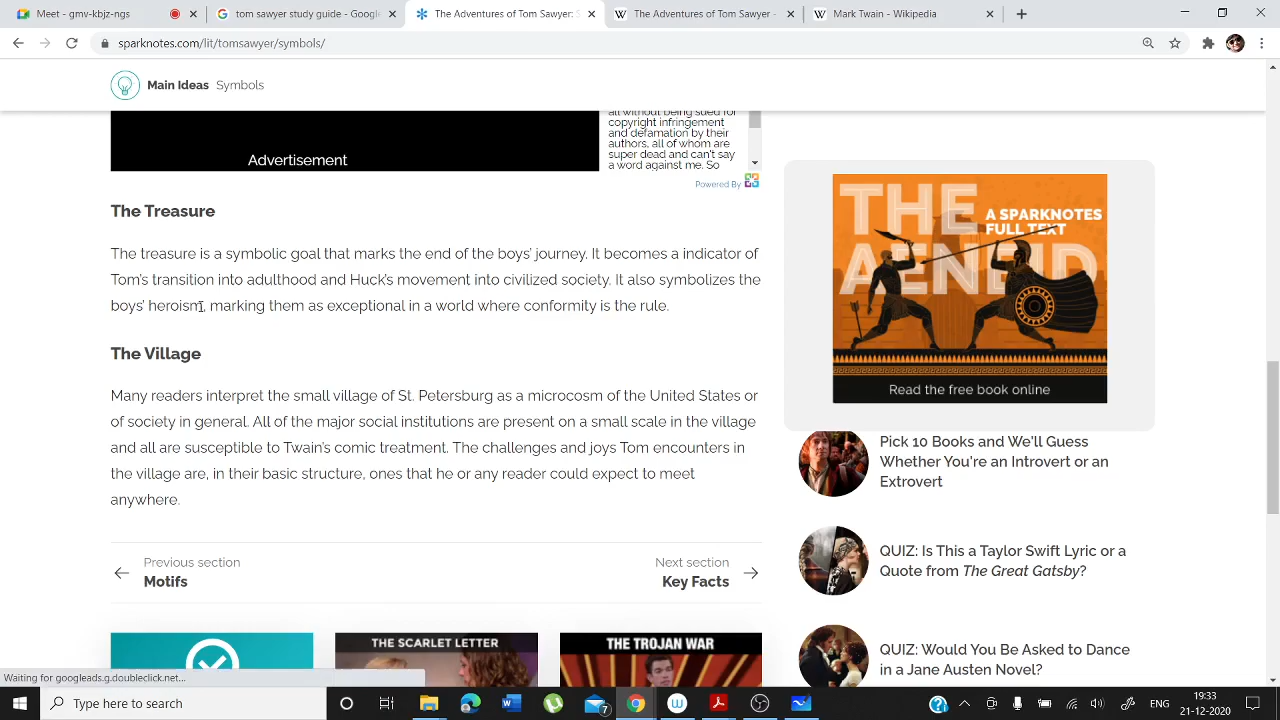 Meet - gmv-kbjz-
tom sawyer study guide - Googl
The Adventures of Tom Sawyer: S
The Adventures of Tom Sawyer -
Mark Twain - Wikipedia
sparknotes.com/lit/tomsawyer/symbols/
Main Ideas Symbols
all without being sued for
copyright infringement
and defamation by their
authors, all of whom are
super dead can't say
a word against me. So
Advertisement
Powered By
The Treasure
The treasure is a symbolic goal that marks the end of the boys' journey. It becomes a indicator of
Tom's transition into adulthood and Huck's movement into civilized society. It also symbolizes the
boys' heroism, marking them as exceptional in a world where conformity is the rule.
The Village
Many readers interpret the small village of St. Petersburg as a microcosm of the United States or
of society in general. All of the major social institutions are present on a small scale in the village
and all are susceptible to Twain's comic treatment. The challenges and joys Tom encounters in
the village are, in their basic structure, ones that he or any reader could expect to meet
anywhere.
Previous section
Motifs
Next section
Key Facts
THE SCARLET LETTER
THE TROJAN WAR
THE
AENEID
A SPARKNOTES
FULL TEXT
Read the free book online
Pick 10 Books and We'll Guess
Whether You're an Introvert or an
Extrovert
QUIZ: Is This a Taylor Swift Lyric or a
Quote from The Great Gatsby?
QUIZ: Would You Be Asked to Dance
in a Jane Austen Novel?
Waiting for googleads.g.doubleclick.net...
Type here to search
7
ENG
19:33
21-12-2020